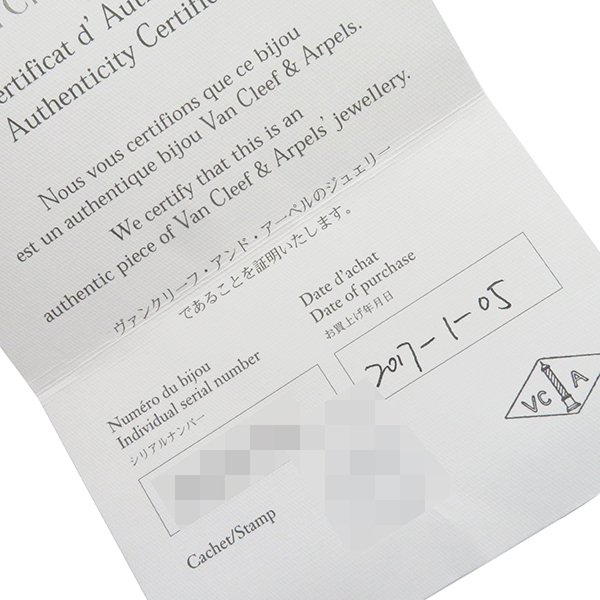 Certificat d'
Authenticity
Nous vous certifions que ce bijou
est un authentique bijou Van Cleef & Arpels.
We certify that this is an
authentic piece of Van Cleef & Arpels' jewellery.
ヴァンクリーフ・アンド・アーペルのジュエリー
であることを証明いたします。
Date d'achat
Date of purchase
お買上げ年月日
2017-1-05
Numéro du bijou
Individual serial number
シリアルナンバー
VC A
Cachet/Stamp